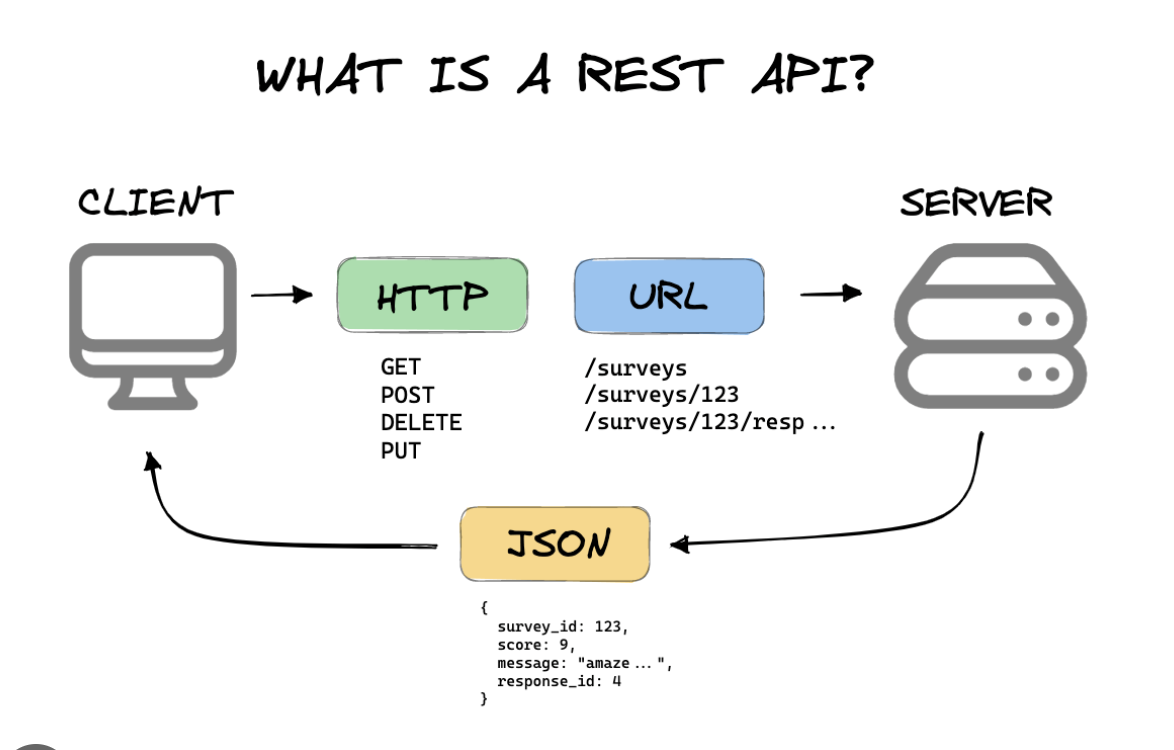 WHAT IS A REST API?
CLIENT
SERVER
HTTP
URL
GET
POST
DELETE
PUT
/surveys
/surveys/123
/surveys/123/resp...
JSON
{
survey_id: 123,
score: 9,
message: "amaze...",
response_id: 4
}